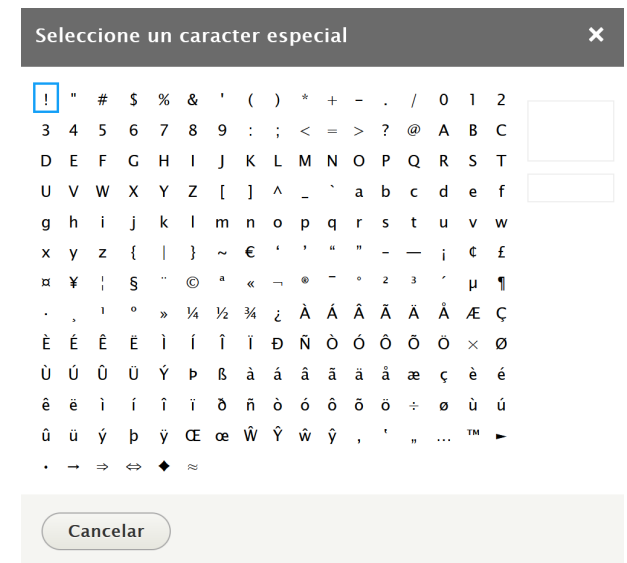 Seleccione un caracter especial ×
! " # $ % & ' ( ) * + - . / 0 1 2
3 4 5 6 7 8 9 : ; < = > ? @ A B C
D E F G H I J K L M N O P Q R S T
U V W X Y Z [ ] ^ _ ` a b c d e f
g h i j k l m n o p q r s t u v w
x y z { | } ~ € ‘ ’ “ ” – — ¡ ¢ £
¤ ¥ ¦ § ¨ © ª « ¬ ® ¯ ° ² ³ ´ µ ¶
· ¸ ¹ º » ¼ ½ ¾ ¿ À Á Â Ã Ä Å Æ Ç
È É Ê Ë Ì Í Î Ï Ð Ñ Ò Ó Ô Õ Ö × Ø
Ù Ú Û Ü Ý Þ ß à á â ã ä å æ ç è é
ê ë ì í î ï ð ñ ò ó ô õ ö ÷ ø ù ú
û ü ý þ ÿ Œ œ Ŵ Ŷ ŵ ŷ ‚ ‛ „ … ™ ►
· → ⇒ ⇔ ♦ ≈
Cancelar